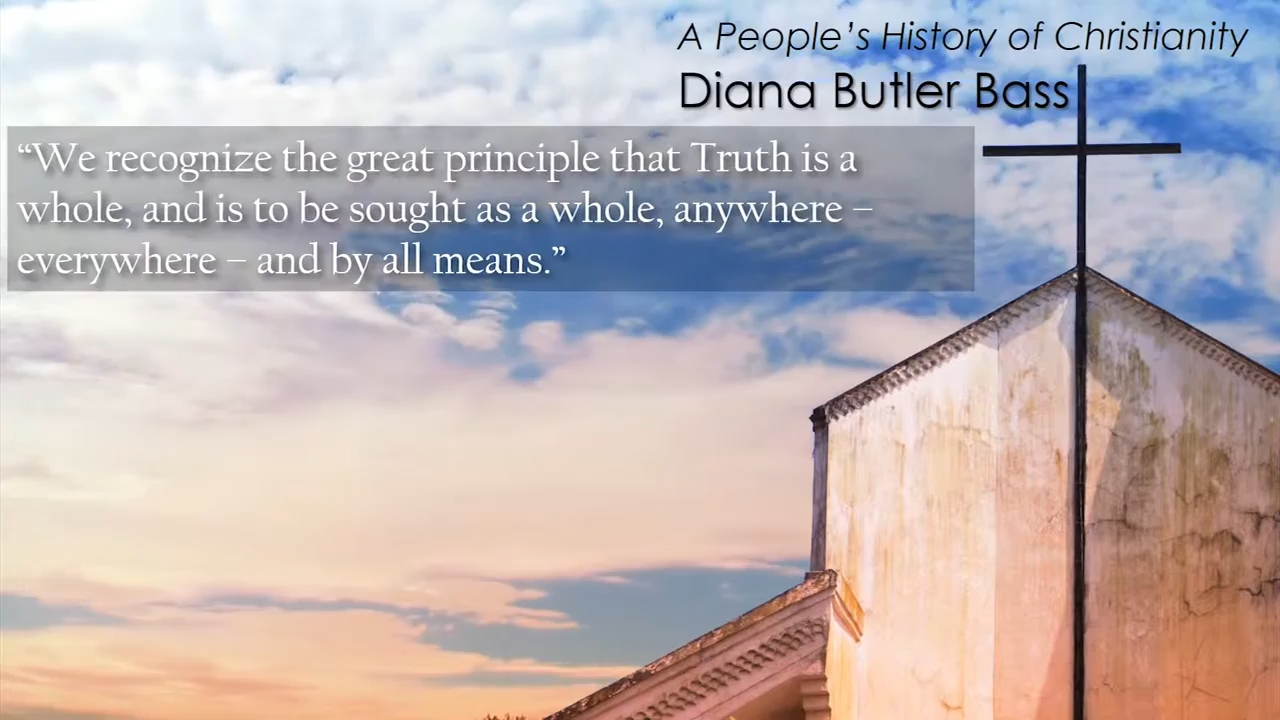 A People’s History of Christianity
Diana Butler Bass
“We recognize the great principle that Truth is a
whole, and is to be sought as a whole, anywhere –
everywhere – and by all means.”